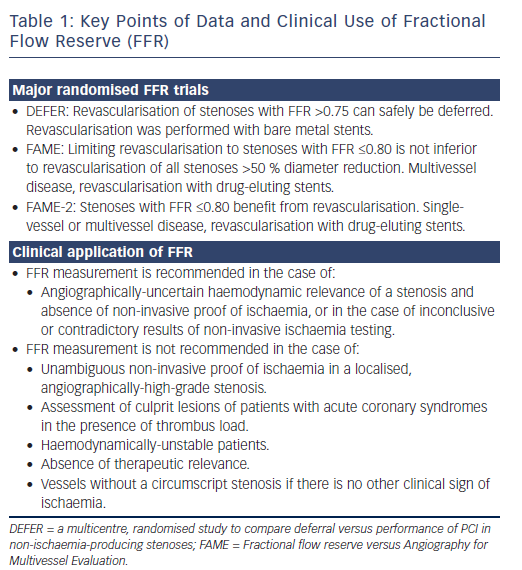 Table 1: Key Points of Data and Clinical Use of Fractional
Flow Reserve (FFR)
Major randomised FFR trials
• DEFER: Revascularisation of stenoses with FFR >0.75 can safely be deferred.
Revascularisation was performed with bare metal stents.
• FAME: Limiting revascularisation to stenoses with FFR ≤0.80 is not inferior
to revascularisation of all stenoses >50 % diameter reduction. Multivessel
disease, revascularisation with drug-eluting stents.
• FAME-2: Stenoses with FFR ≤0.80 benefit from revascularisation. Single-
vessel or multivessel disease, revascularisation with drug-eluting stents.
Clinical application of FFR
• FFR measurement is recommended in the case of:
• Angiographically-uncertain haemodynamic relevance of a stenosis and
absence of non-invasive proof of ischaemia, or in the case of inconclusive
or contradictory results of non-invasive ischaemia testing.
• FFR measurement is not recommended in the case of:
• Unambiguous non-invasive proof of ischaemia in a localised,
angiographically-high-grade stenosis.
• Assessment of culprit lesions of patients with acute coronary syndromes
in the presence of thrombus load.
• Haemodynamically-unstable patients.
• Absence of therapeutic relevance.
• Vessels without a circumscript stenosis if there is no other clinical sign of
ischaemia.
DEFER = a multicentre, randomised study to compare deferral versus performance of PCI in
non-ischaemia-producing stenoses; FAME = Fractional flow reserve versus Angiography for
Multivessel Evaluation.